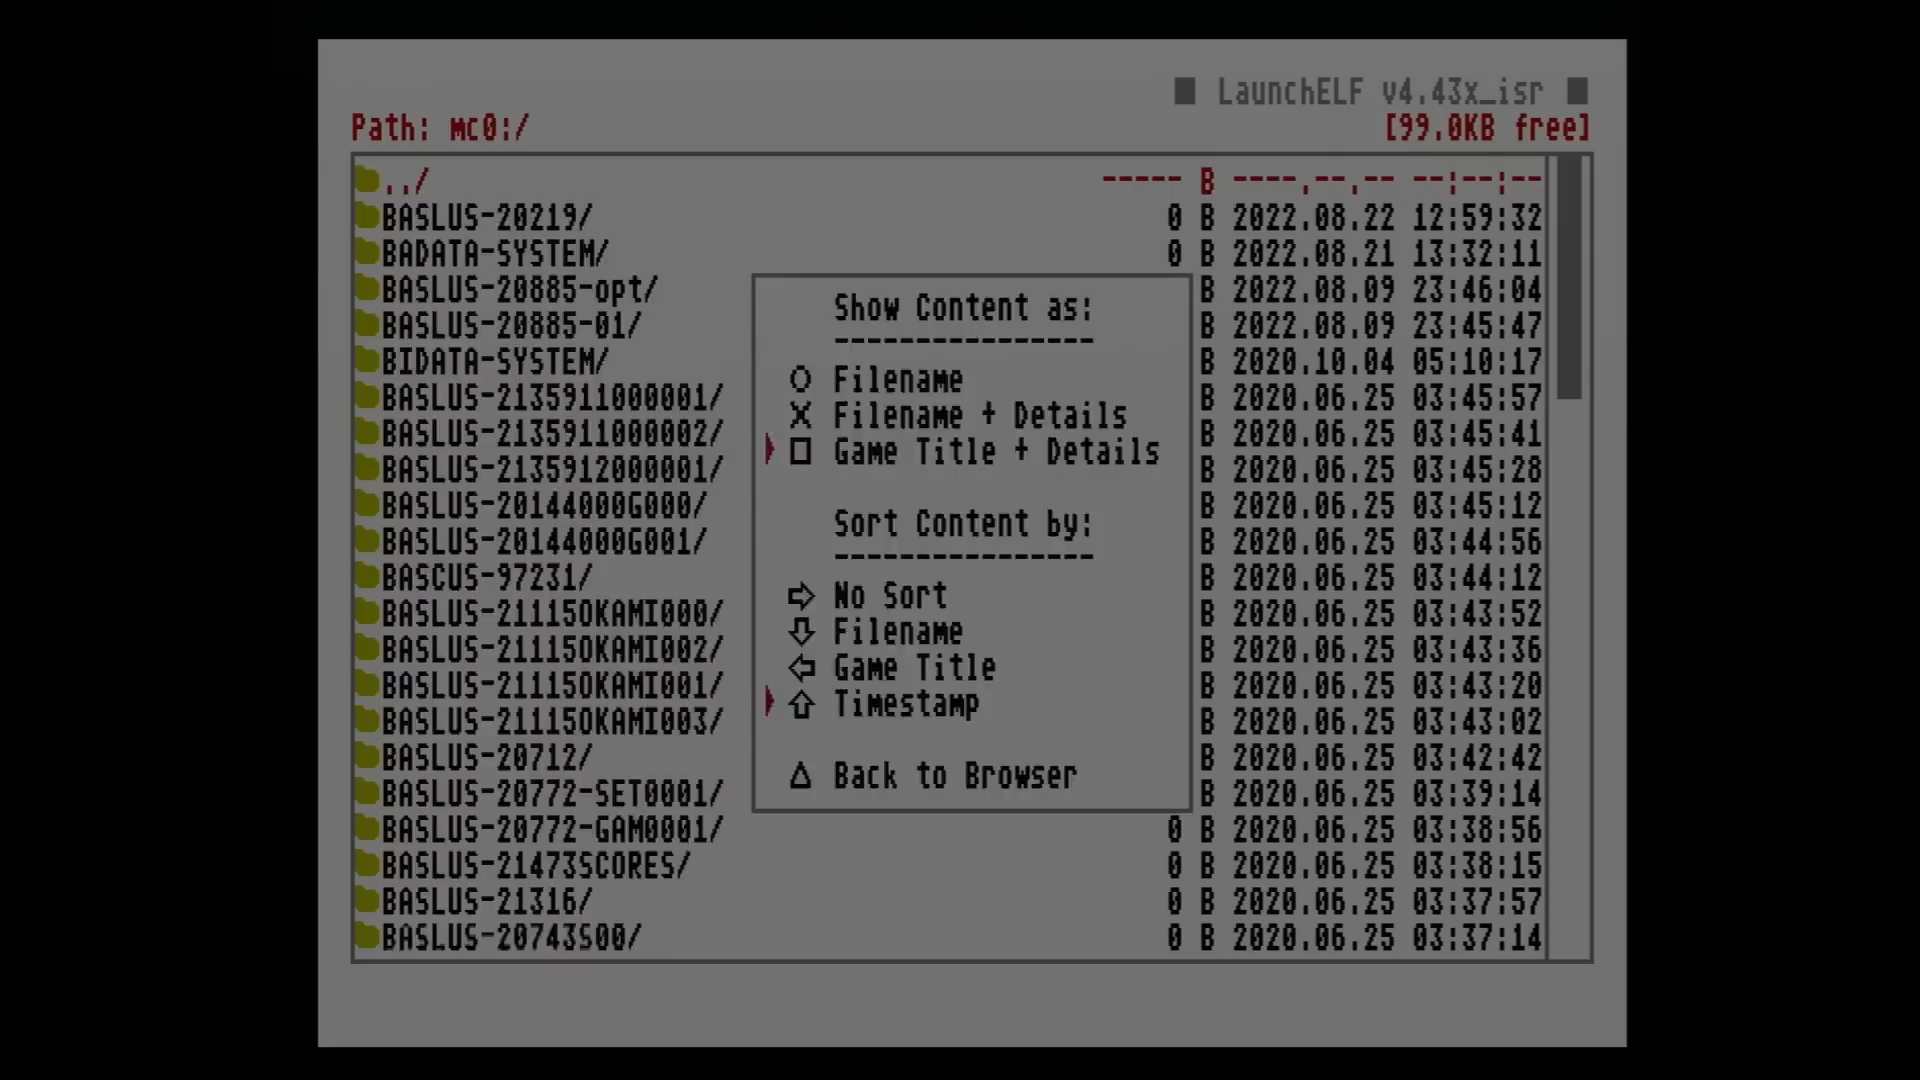 LaunchELF v4.43x_isr
Path: mc0:/ [99.0KB free]
../ ----- B ----.--.-- --:--:--
BASLUS-20219/ 0 B 2022.08.22 12:59:32
BADATA-SYSTEM/ 0 B 2022.08.21 13:32:11
BASLUS-20885-opt/ B 2022.08.09 23:46:04
BASLUS-20885-01/ B 2022.08.09 23:45:47
BIDATA-SYSTEM/ B 2020.10.04 05:10:17
BASLUS-2135911000001/ B 2020.06.25 03:45:57
BASLUS-2135911000002/ B 2020.06.25 03:45:41
BASLUS-2135912000001/ B 2020.06.25 03:45:28
BASLUS-20144000G000/ B 2020.06.25 03:45:12
BASLUS-20144000G001/ B 2020.06.25 03:44:56
BASCUS-97231/ B 2020.06.25 03:44:12
BASLUS-21115OKAMI000/ B 2020.06.25 03:43:52
BASLUS-21115OKAMI002/ B 2020.06.25 03:43:36
BASLUS-21115OKAMI001/ B 2020.06.25 03:43:20
BASLUS-21115OKAMI003/ B 2020.06.25 03:43:02
BASLUS-20712/ B 2020.06.25 03:42:42
BASLUS-20772-SET0001/ B 2020.06.25 03:39:14
BASLUS-20772-GAM0001/ 0 B 2020.06.25 03:38:56
BASLUS-21473SCORES/ 0 B 2020.06.25 03:38:15
BASLUS-21316/ 0 B 2020.06.25 03:37:57
BASLUS-20743S00/ 0 B 2020.06.25 03:37:14
Show Content as:
----------------
Filename
Filename + Details
Game Title + Details
Sort Content by:
----------------
No Sort
Filename
Game Title
Timestamp
Back to Browser